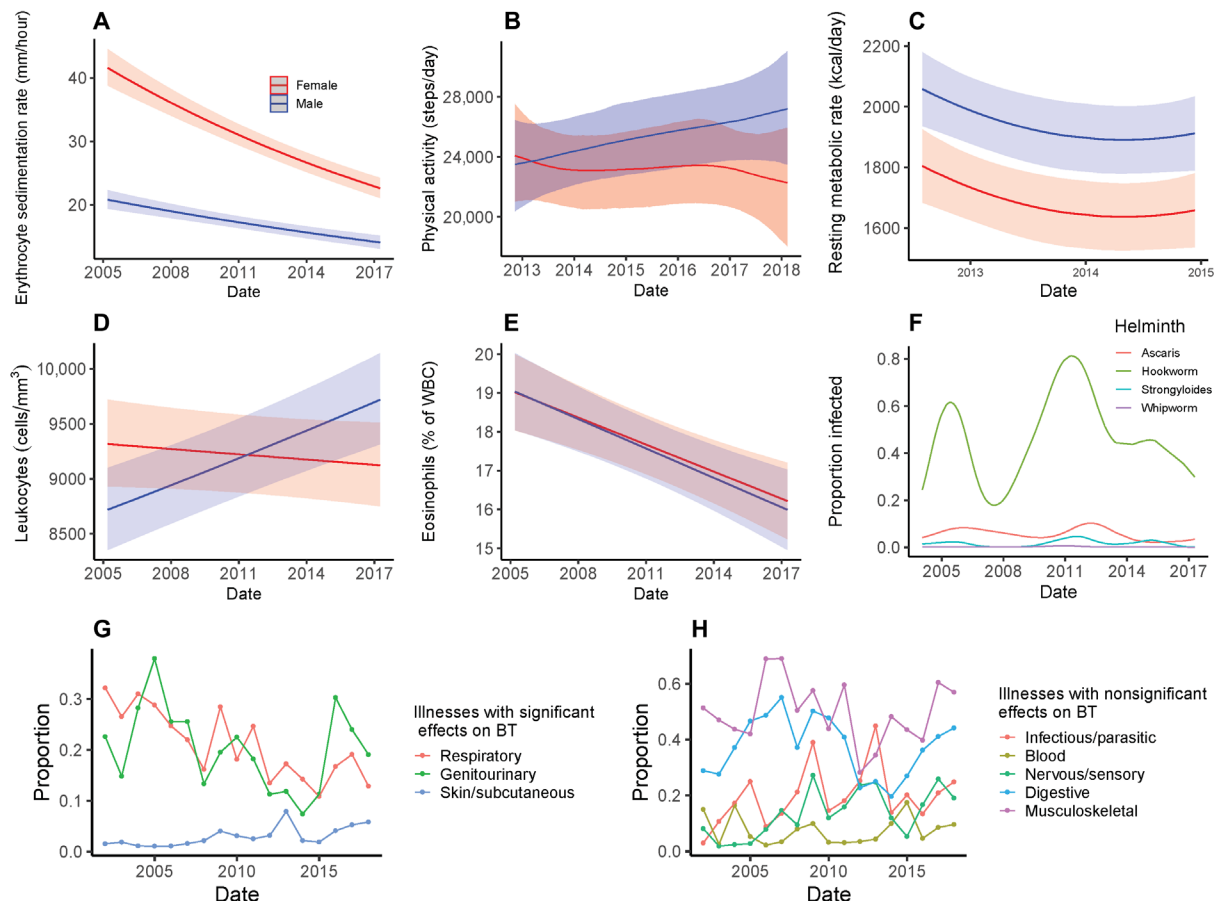 A
Erythrocyte sedimentation rate (mm/hour)
40
30
20
2005
2008
2011
2014
2017
Date
Female
Male
B
Physical activity (steps/day)
28,000
24,000
20,000
2013
2014
2015
2016
2017
2018
Date
C
Resting metabolic rate (kcal/day)
2200
2000
1800
1600
2013
2014
2015
Date
D
Leukocytes (cells/mm³)
10,000
9500
9000
8500
2005
2008
2011
2014
2017
Date
E
Eosinophils (% of WBC)
20
19
18
17
16
15
2005
2008
2011
2014
2017
Date
F
Proportion infected
0.8
0.6
0.4
0.2
0.0
2005
2008
2011
2014
2017
Date
Helminth
Ascaris
Hookworm
Strongyloides
Whipworm
G
Proportion
0.3
0.2
0.1
0.0
2005
2010
2015
Date
Illnesses with significant
effects on BT
Respiratory
Genitourinary
Skin/subcutaneous
H
Proportion
0.6
0.4
0.2
0.0
2005
2010
2015
Date
Illnesses with nonsignificant
effects on BT
Infectious/parasitic
Blood
Nervous/sensory
Digestive
Musculoskeletal